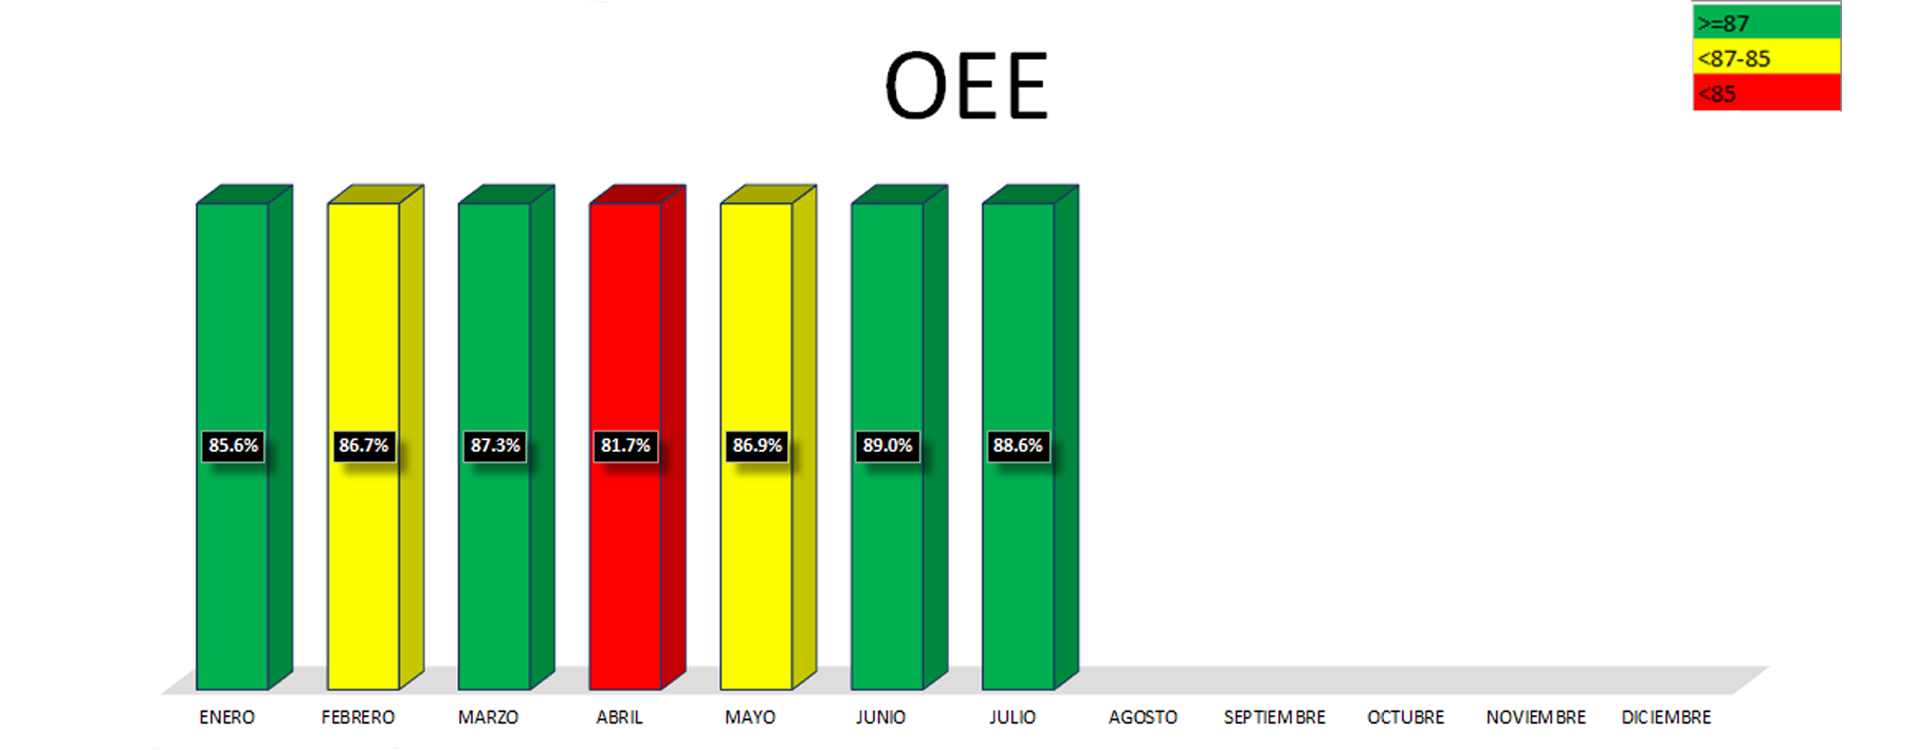 >=87
<87-85
<85
OEE
85.6% 86.7% 87.3% 81.7% 86.9% 89.0% 88.6%
ENERO FEBRERO MARZO ABRIL MAYO JUNIO JULIO AGOSTO SEPTIEMBRE OCTUBRE NOVIEMBRE DICIEMBRE